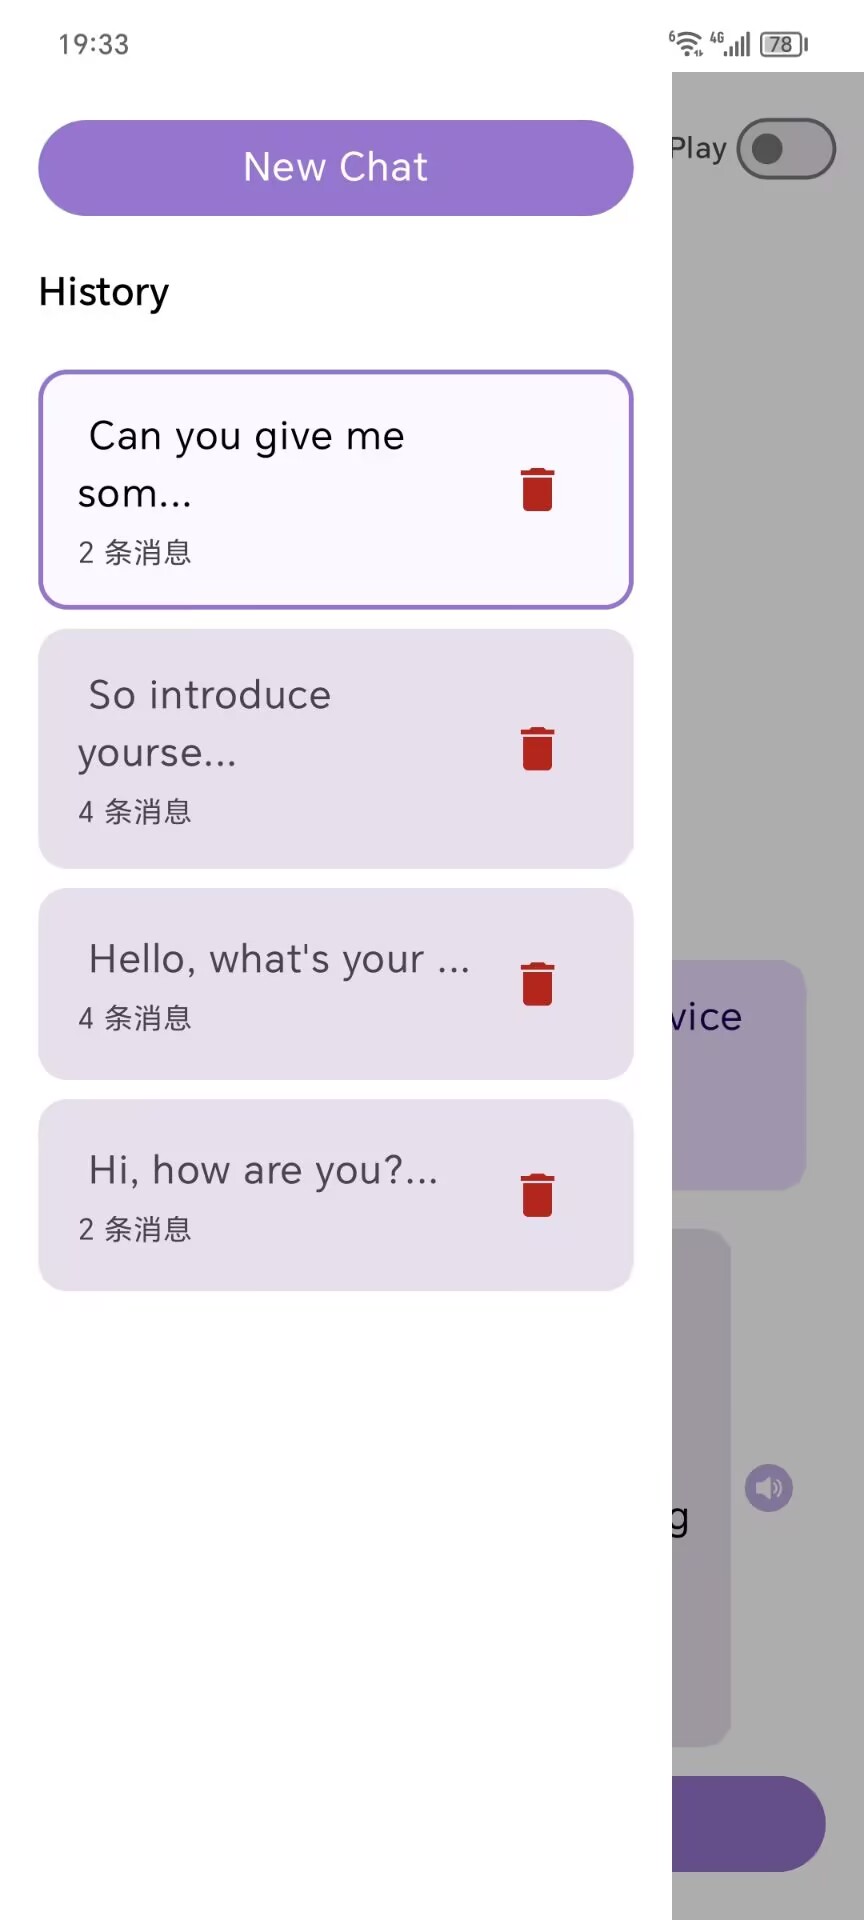 19:33
6 4G 78
New Chat
Play
History
Can you give me
som...
2 条消息
So introduce
yourse...
4 条消息
Hello, what's your ...
4 条消息
vice
Hi, how are you?...
2 条消息
g